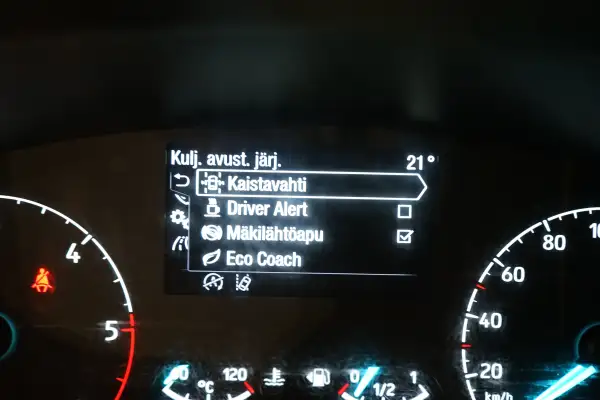 Kulj. avust. järj. 21°
Kaistavahti
Driver Alert
Mäkilähtöapu
Eco Coach
4
5
80
60
40
20
km/h
°C 120
0 1/2 1